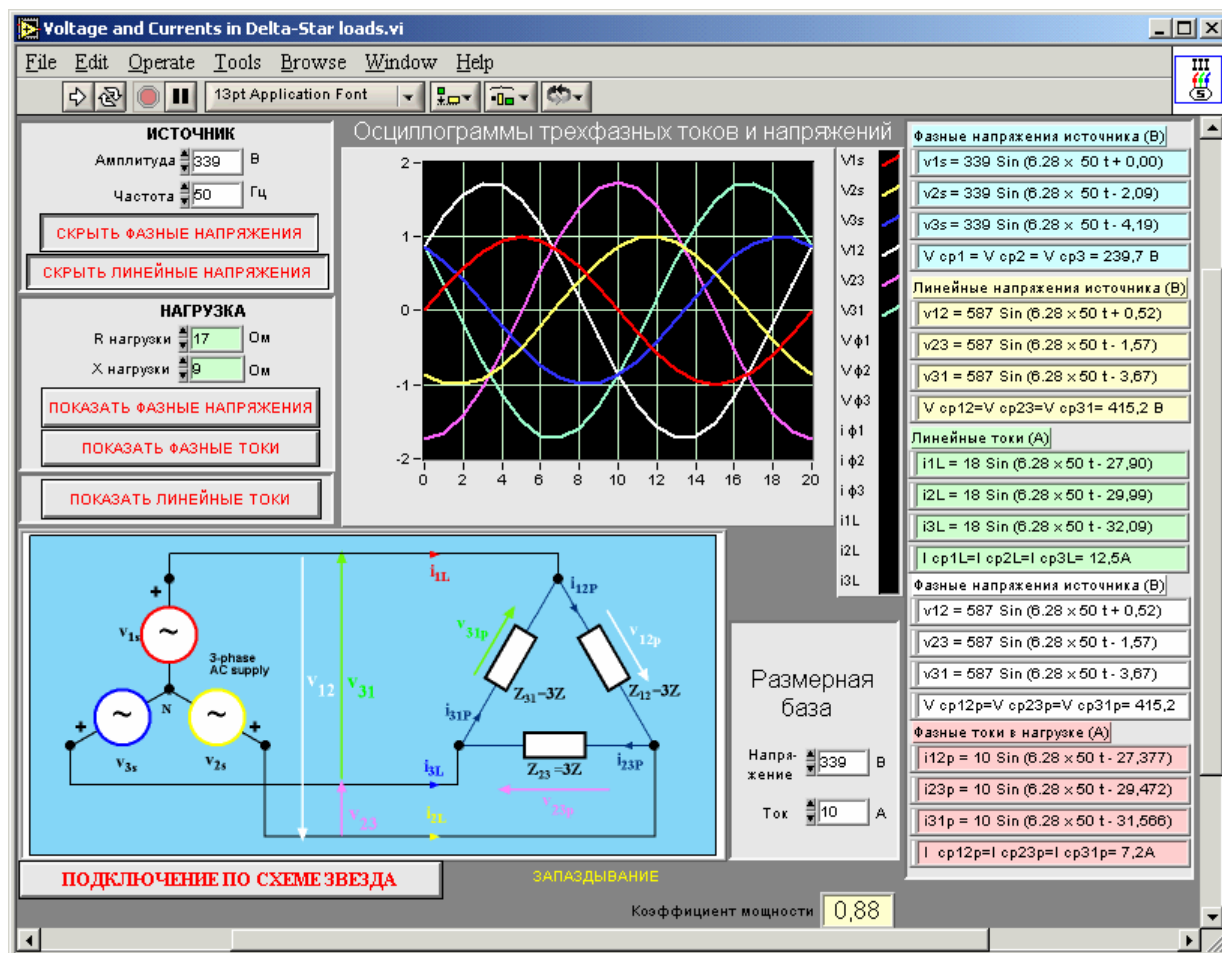 Voltage and Currents in Delta-Star loads.vi
File Edit Operate Tools Browse Window Help
13pt Application Font
III
S
ИСТОЧНИК
Амплитуда 339 В
Частота 50 Гц
СКРЫТЬ ФАЗНЫЕ НАПРЯЖЕНИЯ
СКРЫТЬ ЛИНЕЙНЫЕ НАПРЯЖЕНИЯ
НАГРУЗКА
R нагрузки 17 Ом
X нагрузки 9 Ом
ПОКАЗАТЬ ФАЗНЫЕ НАПРЯЖЕНИЯ
ПОКАЗАТЬ ФАЗНЫЕ ТОКИ
ПОКАЗАТЬ ЛИНЕЙНЫЕ ТОКИ
Осциллограммы трехфазных токов и напряжений
2
1
0
-1
-2
0 2 4 6 8 10 12 14 16 18 20
V1s
V2s
V3s
V12
V23
V31
Vф1
Vф2
Vф3
i ф1
i ф2
i ф3
i1L
i2L
i3L
Фазные напряжения источника (В)
v1s = 339 Sin (6.28 x 50 t + 0,00)
v2s = 339 Sin (6.28 x 50 t - 2,09)
v3s = 339 Sin (6.28 x 50 t - 4,19)
V ср1 = V ср2 = V ср3 = 239,7 В
Линейные напряжения источника (В)
v12 = 587 Sin (6.28 x 50 t + 0,52)
v23 = 587 Sin (6.28 x 50 t - 1,57)
v31 = 587 Sin (6.28 x 50 t - 3,67)
V ср12=V ср23=V ср31= 415,2 В
Линейные токи (А)
i1L = 18 Sin (6.28 x 50 t - 27,90)
i2L = 18 Sin (6.28 x 50 t - 29,99)
i3L = 18 Sin (6.28 x 50 t - 32,09)
I ср1L=I ср2L=I ср3L= 12,5A
Фазные напряжения источника (В)
v12 = 587 Sin (6.28 x 50 t + 0,52)
v23 = 587 Sin (6.28 x 50 t - 1,57)
v31 = 587 Sin (6.28 x 50 t - 3,67)
V ср12p=V ср23p=V ср31p= 415,2
Фазные токи в нагрузке (А)
i12p = 10 Sin (6.28 x 50 t - 27,377)
i23p = 10 Sin (6.28 x 50 t - 29,472)
i31p = 10 Sin (6.28 x 50 t - 31,566)
I ср12p=I ср23p=I ср31p= 7,2A
+
v1s
~
3-phase
AC supply
N
+
~
v3s
~
+
v2s
v12
v31
v23
i1L
i3L
i2L
i12P
v31p
v12p
Z31=3Z
Z12=3Z
i31P
Z23 =3Z
i23P
v23p
Размерная
база
Напря-
жение 339 В
Ток 10 А
ПОДКЛЮЧЕНИЕ ПО СХЕМЕ ЗВЕЗДА
ЗАПАЗДЫВАНИЕ
Коэффициент мощности 0,88